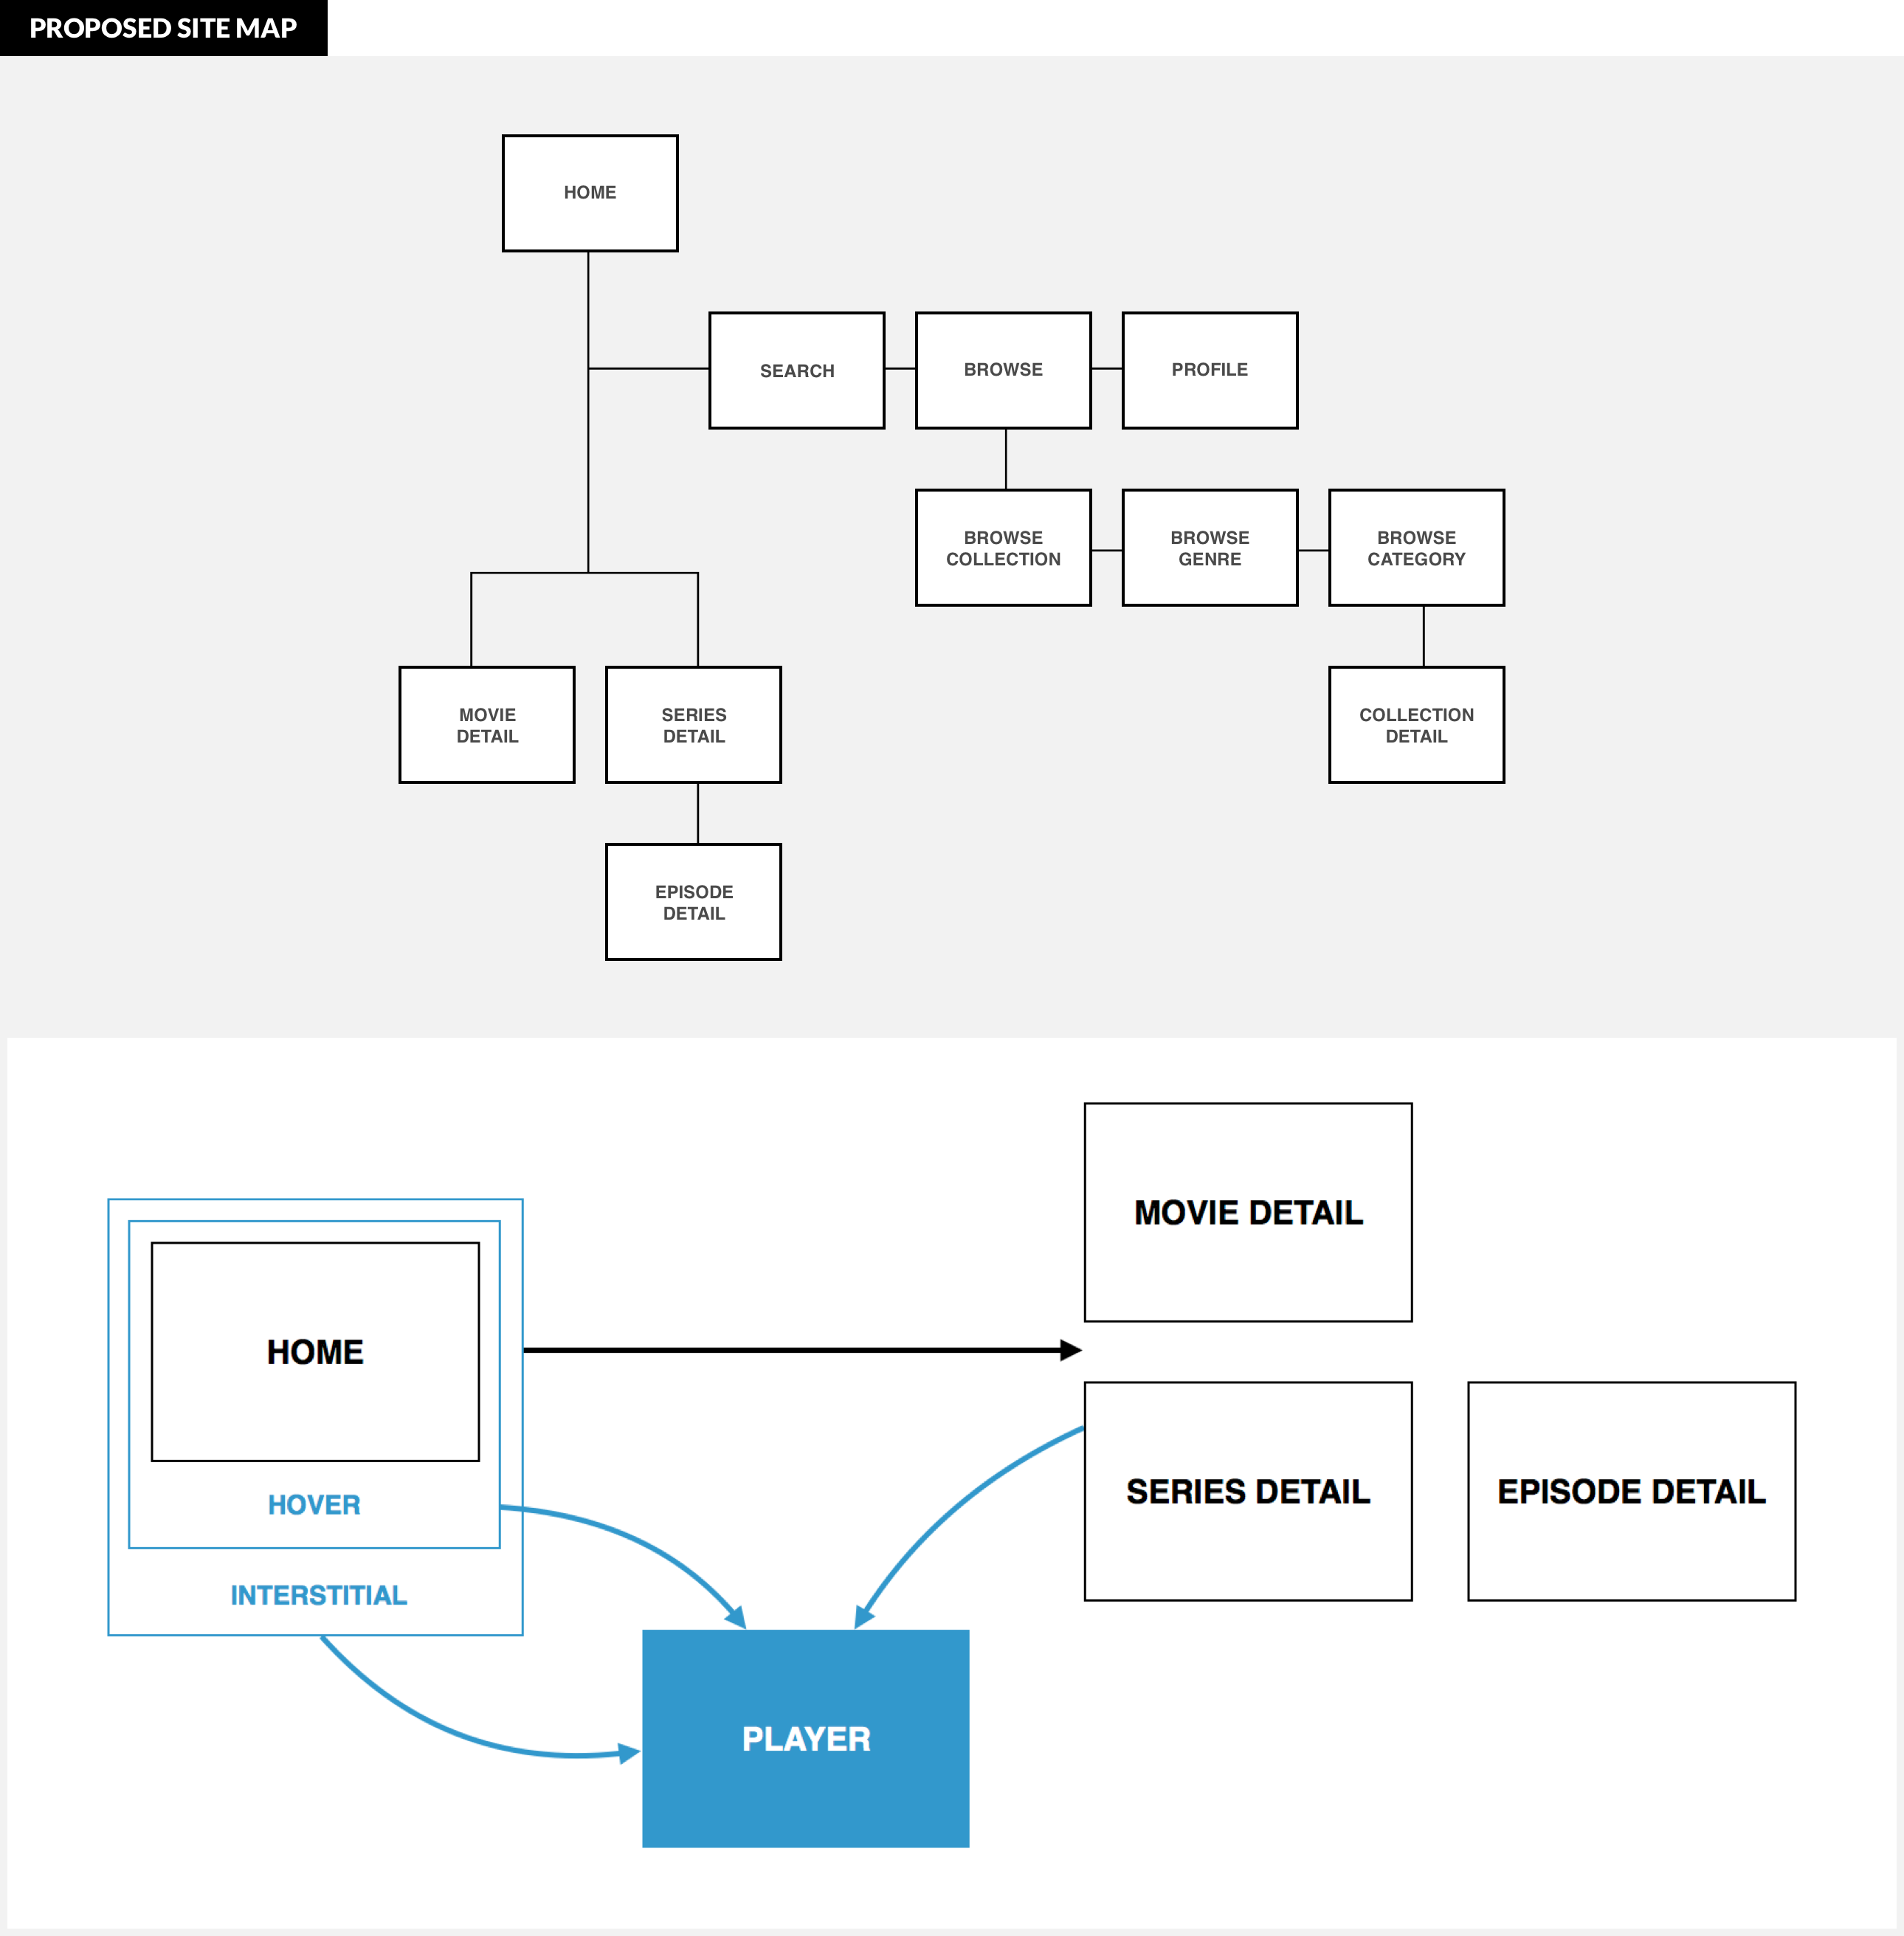 PROPOSED SITE MAP
HOME
SEARCH
BROWSE
PROFILE
BROWSE
COLLECTION
BROWSE
GENRE
BROWSE
CATEGORY
MOVIE
DETAIL
SERIES
DETAIL
COLLECTION
DETAIL
EPISODE
DETAIL
MOVIE DETAIL
HOME
SERIES DETAIL
EPISODE DETAIL
HOVER
INTERSTITIAL
PLAYER